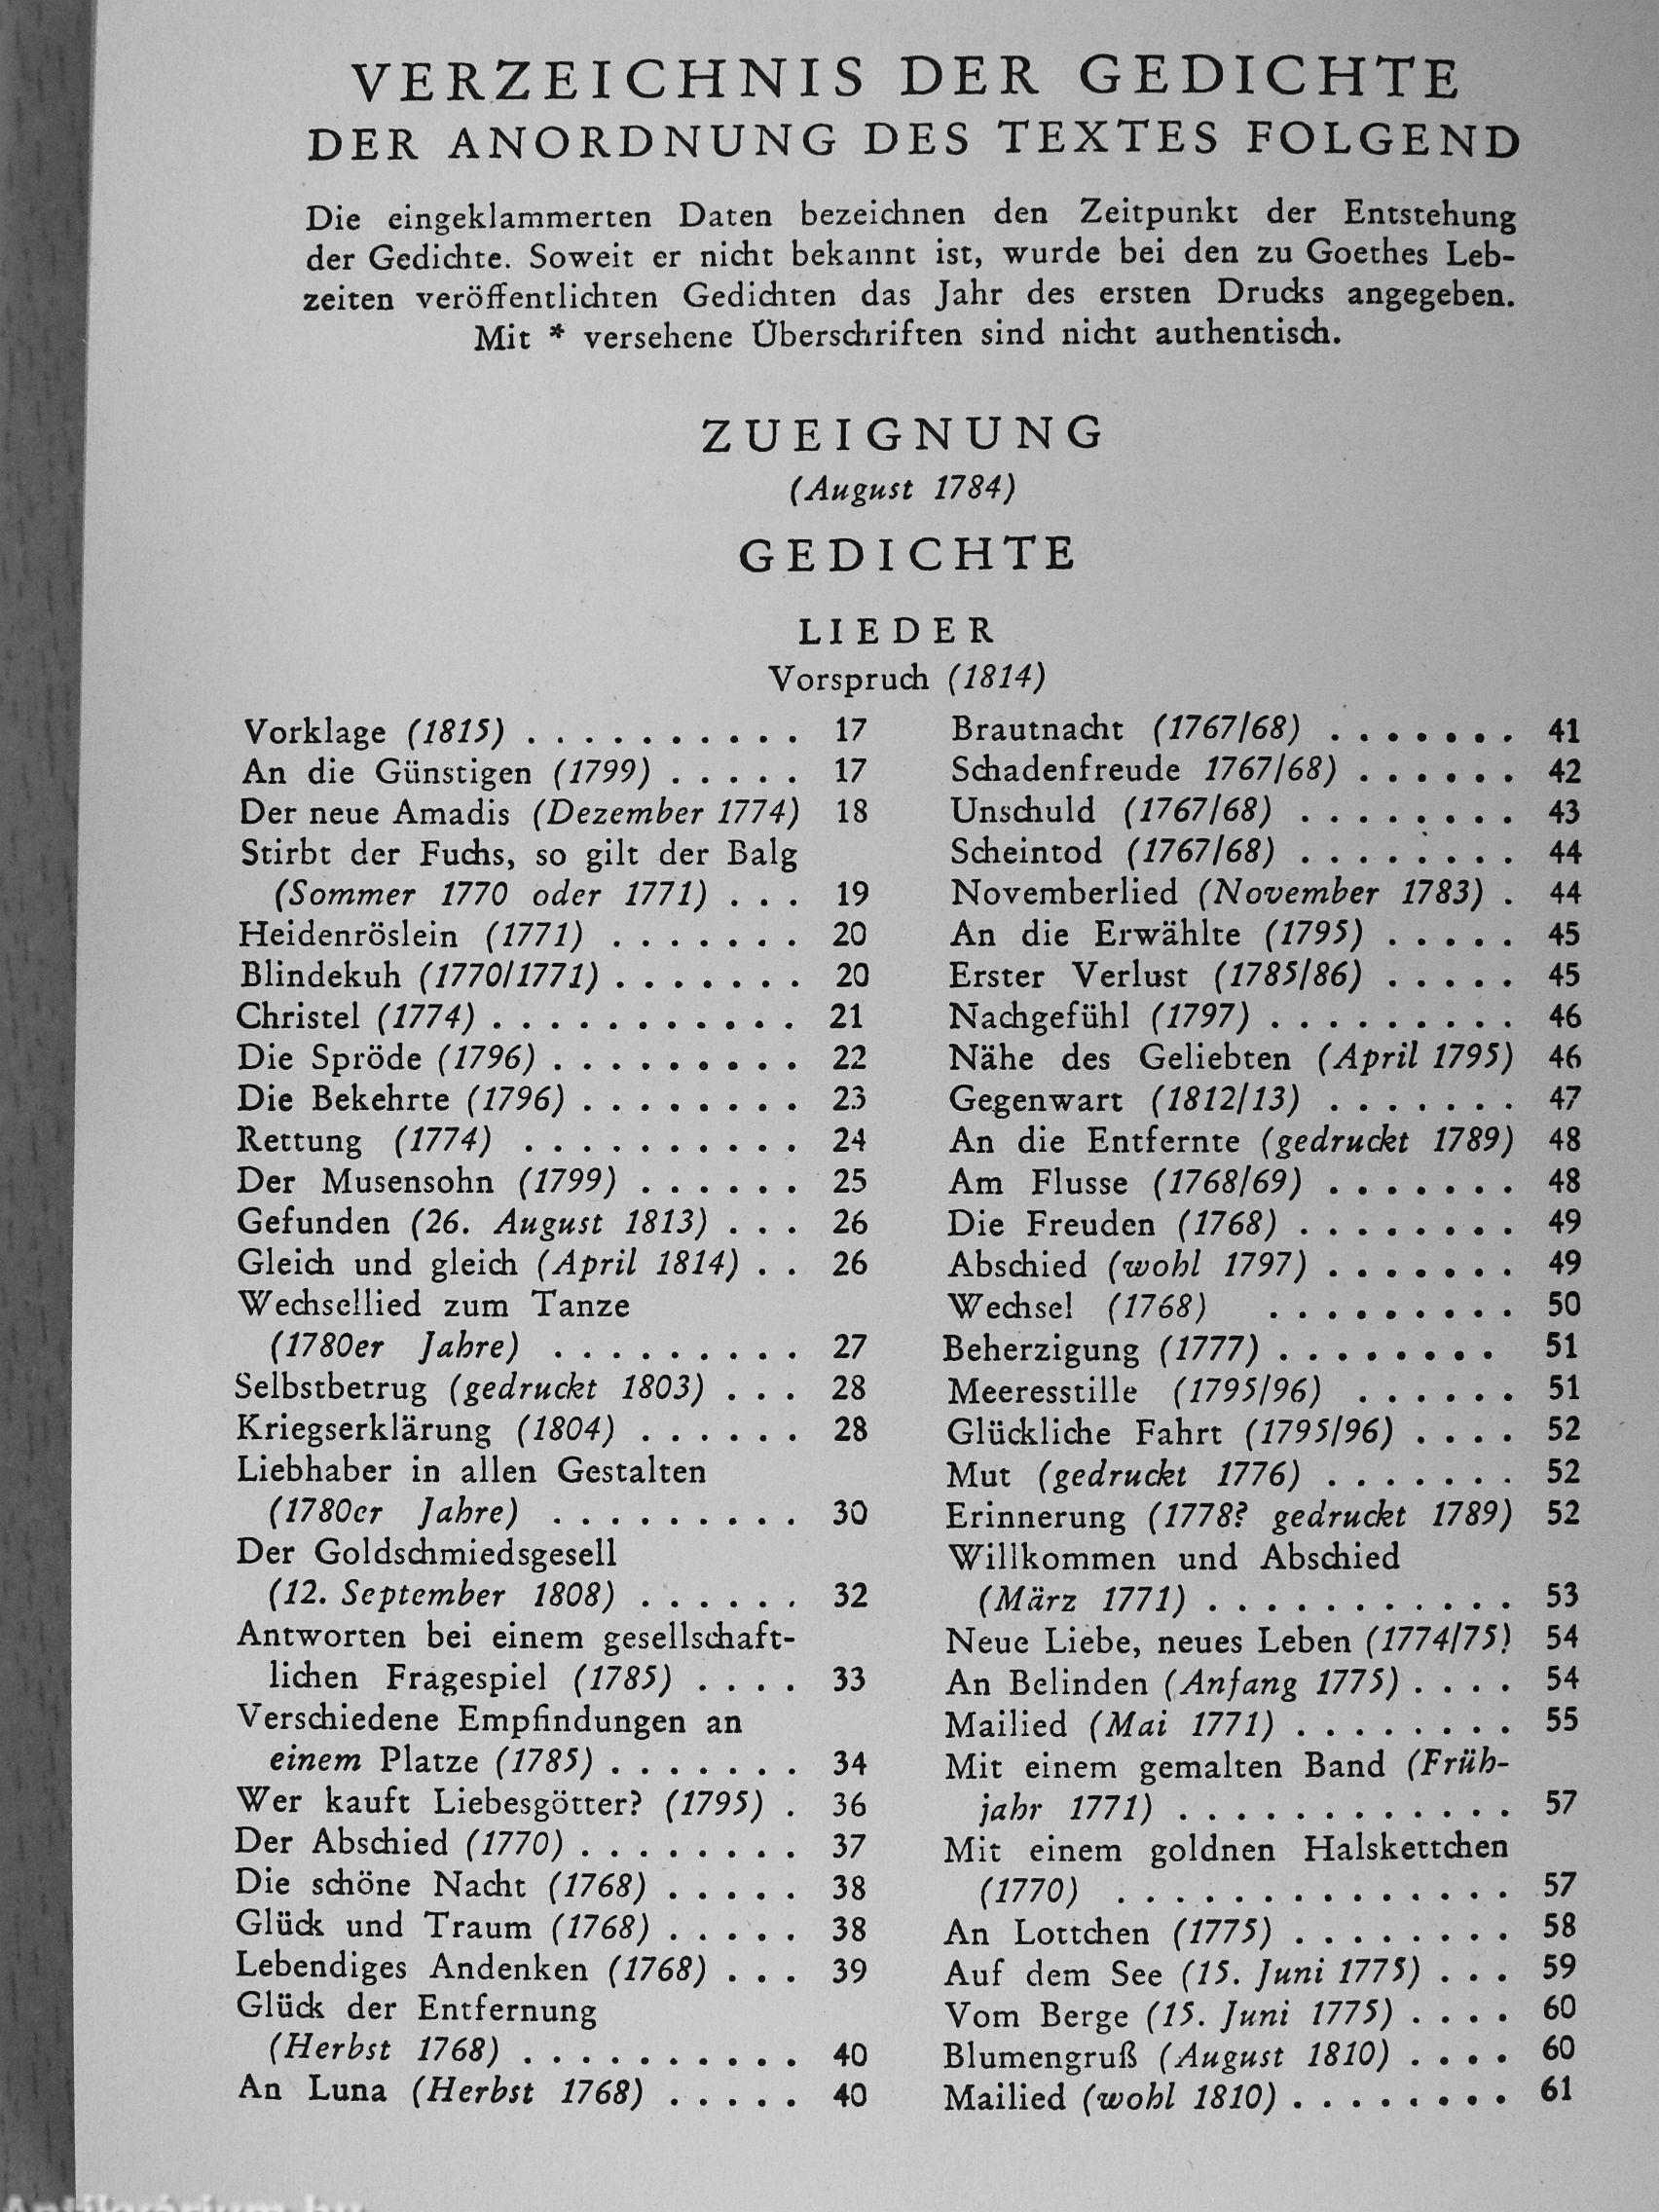 VERZEICHNIS DER GEDICHTE
DER ANORDNUNG DES TEXTES FOLGEND
Die eingeklammerten Daten bezeichnen den Zeitpunkt der Entstehung
der Gedichte. Soweit er nicht bekannt ist, wurde bei den zu Goethes Leb-
zeiten veröffentlichten Gedichten das Jahr des ersten Drucks angegeben.
Mit * versehene Überschriften sind nicht authentisch.
ZUEIGNUNG
(August 1784)
GEDICHTE
LIEDER
Vorspruch (1814)
Vorklage (1815) . . . . . . . . . . 17
An die Günstigen (1799) . . . . . 17
Der neue Amadis (Dezember 1774) 18
Stirbt der Fuchs, so gilt der Balg
(Sommer 1770 oder 1771) . . . 19
Heidenröslein (1771) . . . . . . . 20
Blindekuh (1770/1771) . . . . . . . 20
Christel (1774) . . . . . . . . . . . 21
Die Spröde (1796) . . . . . . . . . 22
Die Bekehrte (1796) . . . . . . . . 23
Rettung (1774) . . . . . . . . . . 24
Der Musensohn (1799) . . . . . . 25
Gefunden (26. August 1813) . . . 26
Gleich und gleich (April 1814) . . 26
Wechsellied zum Tanze
(1780er Jahre) . . . . . . . . . 27
Selbstbetrug (gedruckt 1803) . . . 28
Kriegserklärung (1804) . . . . . . 28
Liebhaber in allen Gestalten
(1780er Jahre) . . . . . . . . . 30
Der Goldschmiedsgesell
(12. September 1808) . . . . . . 32
Antworten bei einem gesellschaft-
lichen Fragespiel (1785) . . . . 33
Verschiedene Empfindungen an
einem Platze (1785) . . . . . . . 34
Wer kauft Liebesgötter? (1795) . 36
Der Abschied (1770) . . . . . . . . 37
Die schöne Nacht (1768) . . . . . 38
Glück und Traum (1768) . . . . . 38
Lebendiges Andenken (1768) . . . 39
Glück der Entfernung
(Herbst 1768) . . . . . . . . . . 40
An Luna (Herbst 1768) . . . . . 40
Brautnacht (1767/68) . . . . . . . 41
Schadenfreude 1767/68) . . . . . . 42
Unschuld (1767/68) . . . . . . . . 43
Scheintod (1767/68) . . . . . . . . 44
Novemberlied (November 1783) . 44
An die Erwählte (1795) . . . . . 45
Erster Verlust (1785/86) . . . . . 45
Nachgefühl (1797) . . . . . . . . . 46
Nähe des Geliebten (April 1795) 46
Gegenwart (1812/13) . . . . . . . 47
An die Entfernte (gedruckt 1789) 48
Am Flusse (1768/69) . . . . . . . 48
Die Freuden (1768) . . . . . . . . 49
Abschied (wohl 1797) . . . . . . . 49
Wechsel (1768) . . . . . . . . . 50
Beherzigung (1777) . . . . . . . . 51
Meeresstille (1795/96) . . . . . . 51
Glückliche Fahrt (1795/96) . . . . 52
Mut (gedruckt 1776) . . . . . . . 52
Erinnerung (1778? gedruckt 1789) 52
Willkommen und Abschied
(März 1771) . . . . . . . . . . . 53
Neue Liebe, neues Leben (1774/75) 54
An Belinden (Anfang 1775) . . . . 54
Mailied (Mai 1771) . . . . . . . . 55
Mit einem gemalten Band (Früh-
jahr 1771) . . . . . . . . . . . . 57
Mit einem goldnen Halskettchen
(1770) . . . . . . . . . . . . . . 57
An Lottchen (1775) . . . . . . . . 58
Auf dem See (15. Juni 1775) . . . 59
Vom Berge (15. Juni 1775) . . . . 60
Blumengruß (August 1810) . . . . 60
Mailied (wohl 1810) . . . . . . . . 61